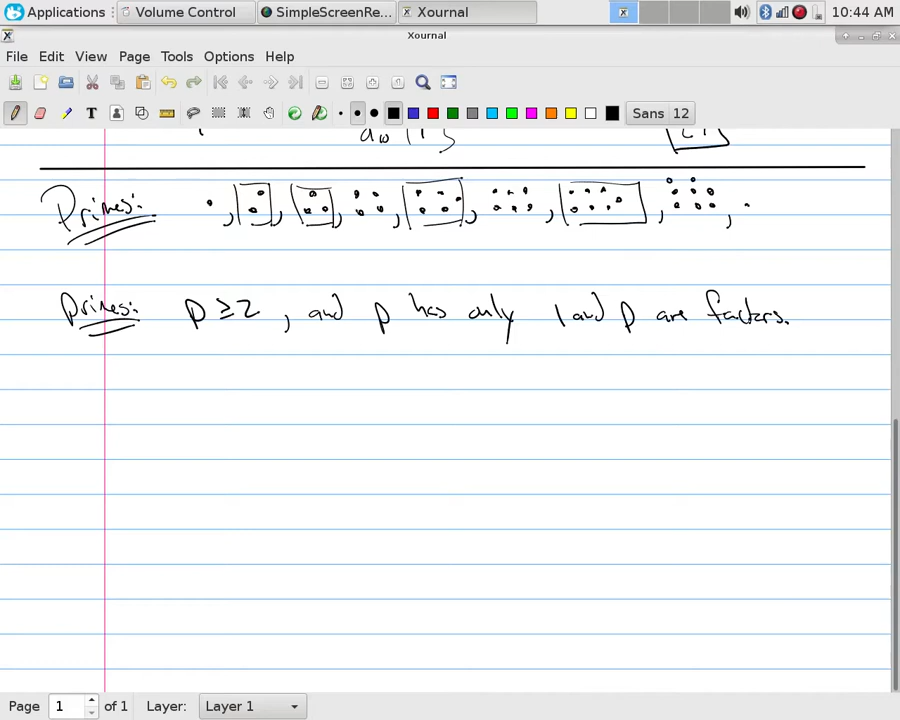 Applications Volume Control SimpleScreenRe... Xournal 10:44 AM
Xournal
File Edit View Page Tools Options Help
T Sans 12
Primes: , , , , , , , ,
primes: p ≥ 2 , and p has only 1 and p are factors.
Page 1 of 1 Layer: Layer 1